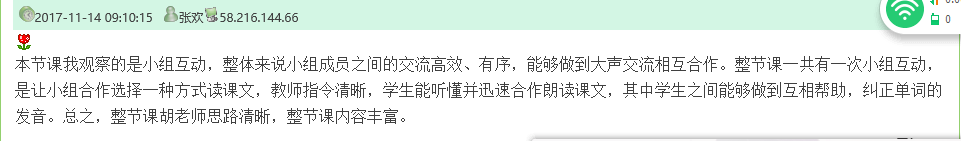 2017-11-14 09:10:15 张欢 58.216.144.66
本节课我观察的是小组互动，整体来说小组成员之间的交流高效、有序，能够做到大声交流相互合作。整节课一共有一次小组互动，
是让小组合作选择一种方式读课文，教师指令清晰，学生能听懂并迅速合作朗读课文，其中学生之间能够做到互相帮助，纠正单词的
发音。总之，整节课胡老师思路清晰，整节课内容丰富。
0